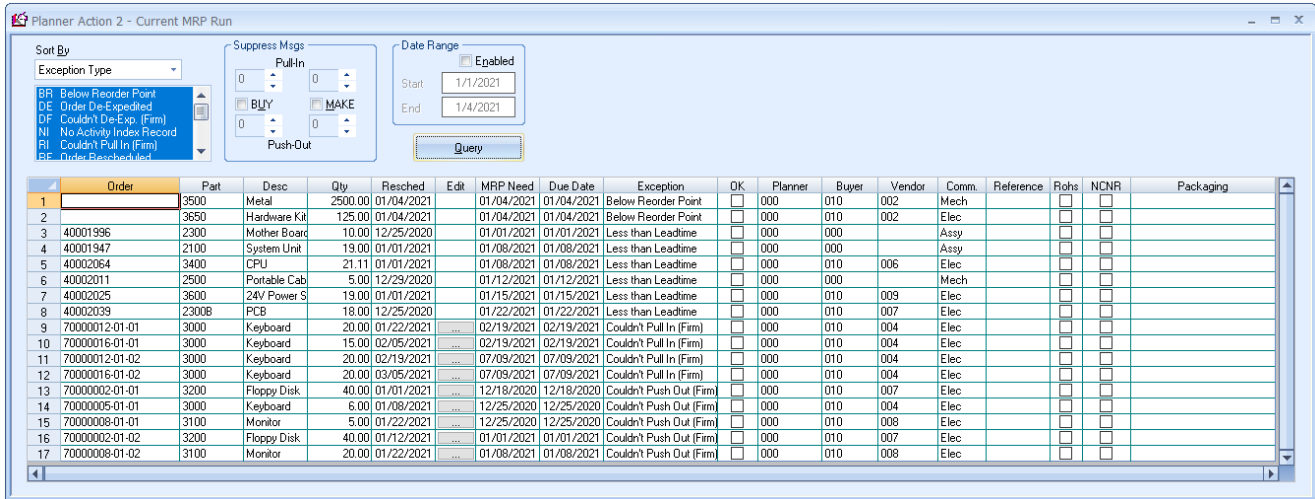 Planner Action 2 - Current MRP Run
Sort By
Exception Type
BR Below Reorder Point
DE Order De-Expedited
DF Couldn't De-Exp. (Firm)
NI No Activity Index Record
RI Couldn't Pull In (Firm)
RE Order Rescheduled
Suppress Msgs
Pull-In
0 0
BUY MAKE
0 0
Push-Out
Date Range
Enabled
Start 1/1/2021
End 1/4/2021
Query
Order Part Desc Qty Resched Edit MRP Need Due Date Exception OK Planner Buyer Vendor Comm. Reference Rohs NCNR Packaging
1 3500 Metal 2500.00 01/04/2021 01/04/2021 01/04/2021 Below Reorder Point 000 010 002 Mech
2 3650 Hardware Kit 125.00 01/04/2021 01/04/2021 01/04/2021 Below Reorder Point 000 010 002 Elec
3 40001996 2300 Mother Board 10.00 12/25/2020 01/01/2021 01/01/2021 Less than Leadtime 000 000 Assy
4 40001947 2100 System Unit 19.00 01/01/2021 01/08/2021 01/08/2021 Less than Leadtime 000 000 Assy
5 40002064 3400 CPU 21.11 01/01/2021 01/08/2021 01/08/2021 Less than Leadtime 000 010 006 Elec
6 40002011 2500 Portable Cab 5.00 12/29/2020 01/12/2021 01/12/2021 Less than Leadtime 000 000 Mech
7 40002025 3600 24V Power S 19.00 01/01/2021 01/15/2021 01/15/2021 Less than Leadtime 000 010 009 Elec
8 40002039 2300B PCB 18.00 12/25/2020 01/22/2021 01/22/2021 Less than Leadtime 000 010 007 Elec
9 70000012-01-01 3000 Keyboard 20.00 01/22/2021 ... 02/19/2021 02/19/2021 Couldn't Pull In (Firm) 000 010 004 Elec
10 70000016-01-01 3000 Keyboard 15.00 02/05/2021 ... 02/19/2021 02/19/2021 Couldn't Pull In (Firm) 000 010 004 Elec
11 70000012-01-02 3000 Keyboard 20.00 02/19/2021 ... 07/09/2021 07/09/2021 Couldn't Pull In (Firm) 000 010 004 Elec
12 70000016-01-02 3000 Keyboard 20.00 03/05/2021 ... 07/09/2021 07/09/2021 Couldn't Pull In (Firm) 000 010 004 Elec
13 70000002-01-01 3200 Floppy Disk 40.00 01/01/2021 ... 12/18/2020 12/18/2020 Couldn't Push Out (Firm) 000 010 007 Elec
14 70000005-01-01 3000 Keyboard 6.00 01/08/2021 ... 12/25/2020 12/25/2020 Couldn't Push Out (Firm) 000 010 004 Elec
15 70000008-01-01 3100 Monitor 5.00 01/22/2021 ... 12/25/2020 12/25/2020 Couldn't Push Out (Firm) 000 010 008 Elec
16 70000002-01-02 3200 Floppy Disk 40.00 01/12/2021 ... 01/01/2021 01/01/2021 Couldn't Push Out (Firm) 000 010 007 Elec
17 70000008-01-02 3100 Monitor 20.00 01/22/2021 ... 01/08/2021 01/08/2021 Couldn't Push Out (Firm) 000 010 008 Elec